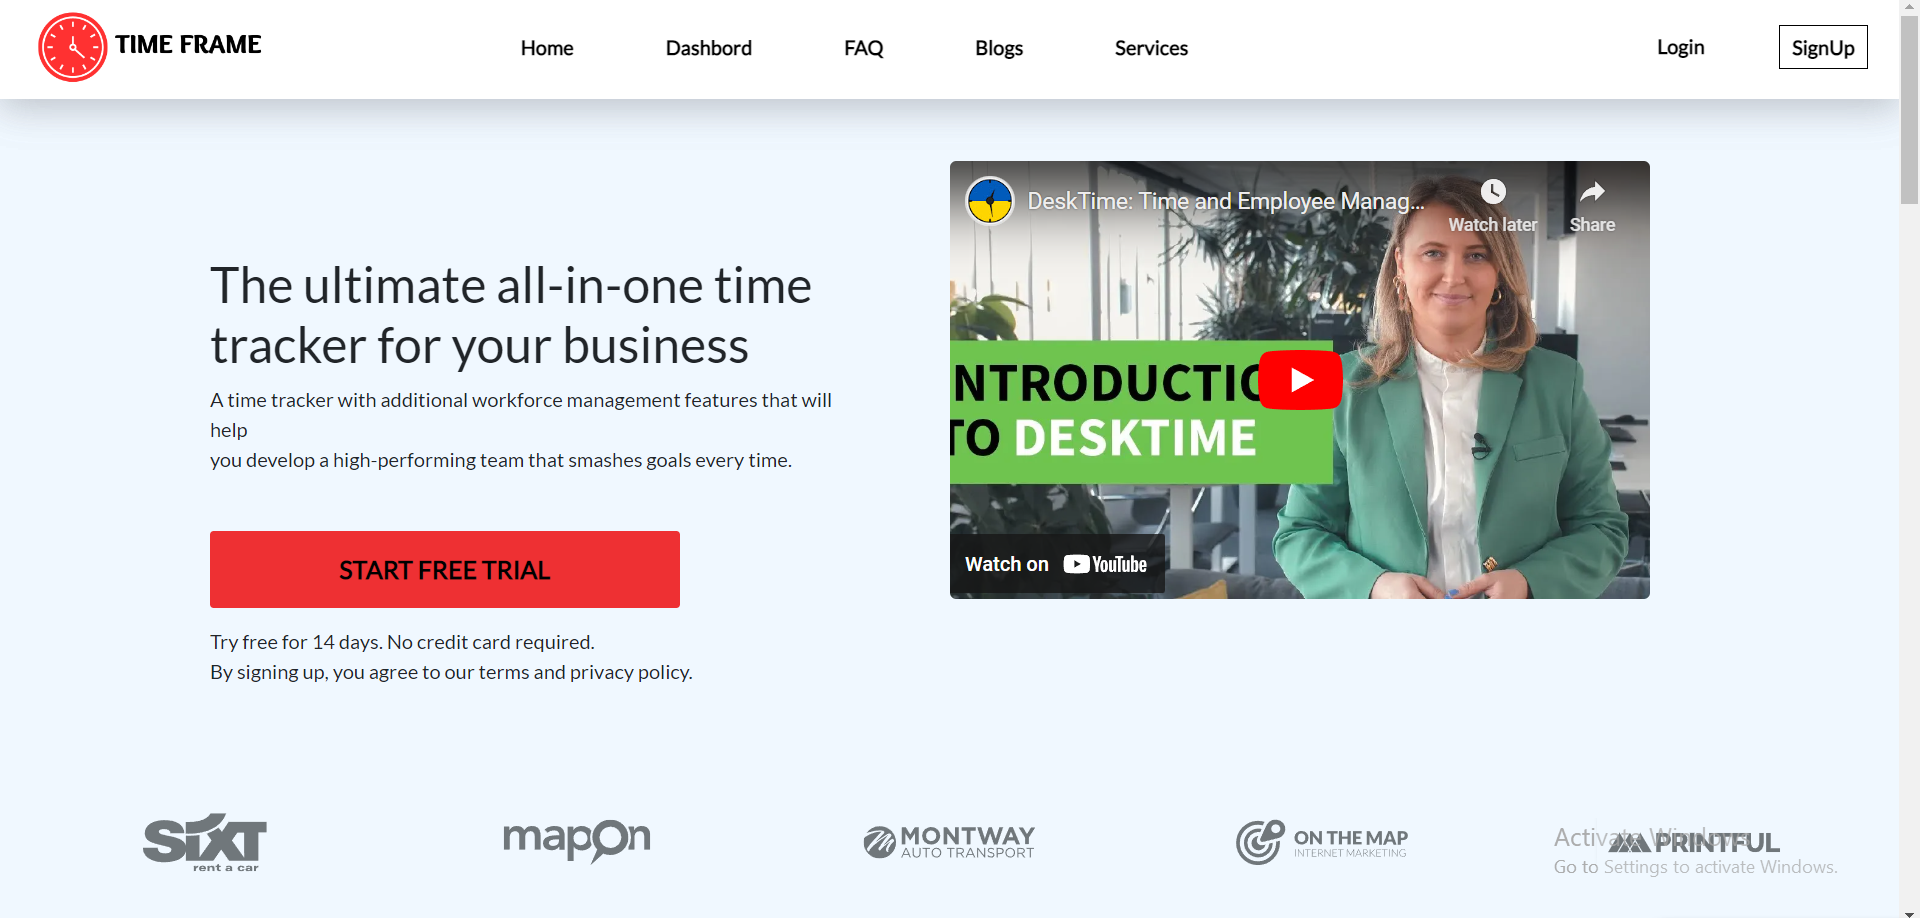 TIME FRAME
Home
Dashbord
FAQ
Blogs
Services
Login
SignUp
The ultimate all-in-one time
tracker for your business
A time tracker with additional workforce management features that will
help
you develop a high-performing team that smashes goals every time.
START FREE TRIAL
Try free for 14 days. No credit card required.
By signing up, you agree to our terms and privacy policy.
DeskTime: Time and Employee Manag...
Watch later
Share
NTRODUCTIO
TO DESKTIME
Watch on YouTube
SiXT
rent a car
mapon
MONTWAY
AUTO TRANSPORT
ON THE MAP
INTERNET MARKETING
PRINTFUL
Activate Windows
Go to Settings to activate Windows.